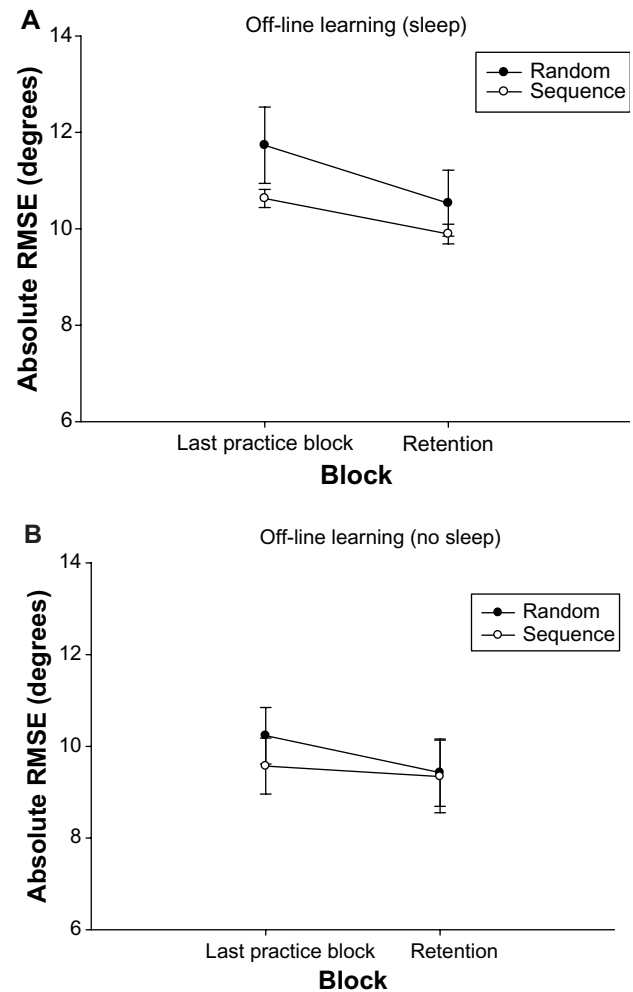 A
Off-line learning (sleep)
14
12
10
8
6
Absolute RMSE (degrees)
Random
Sequence
Last practice block
Retention
Block
B
Off-line learning (no sleep)
14
12
10
8
6
Absolute RMSE (degrees)
Random
Sequence
Last practice block
Retention
Block